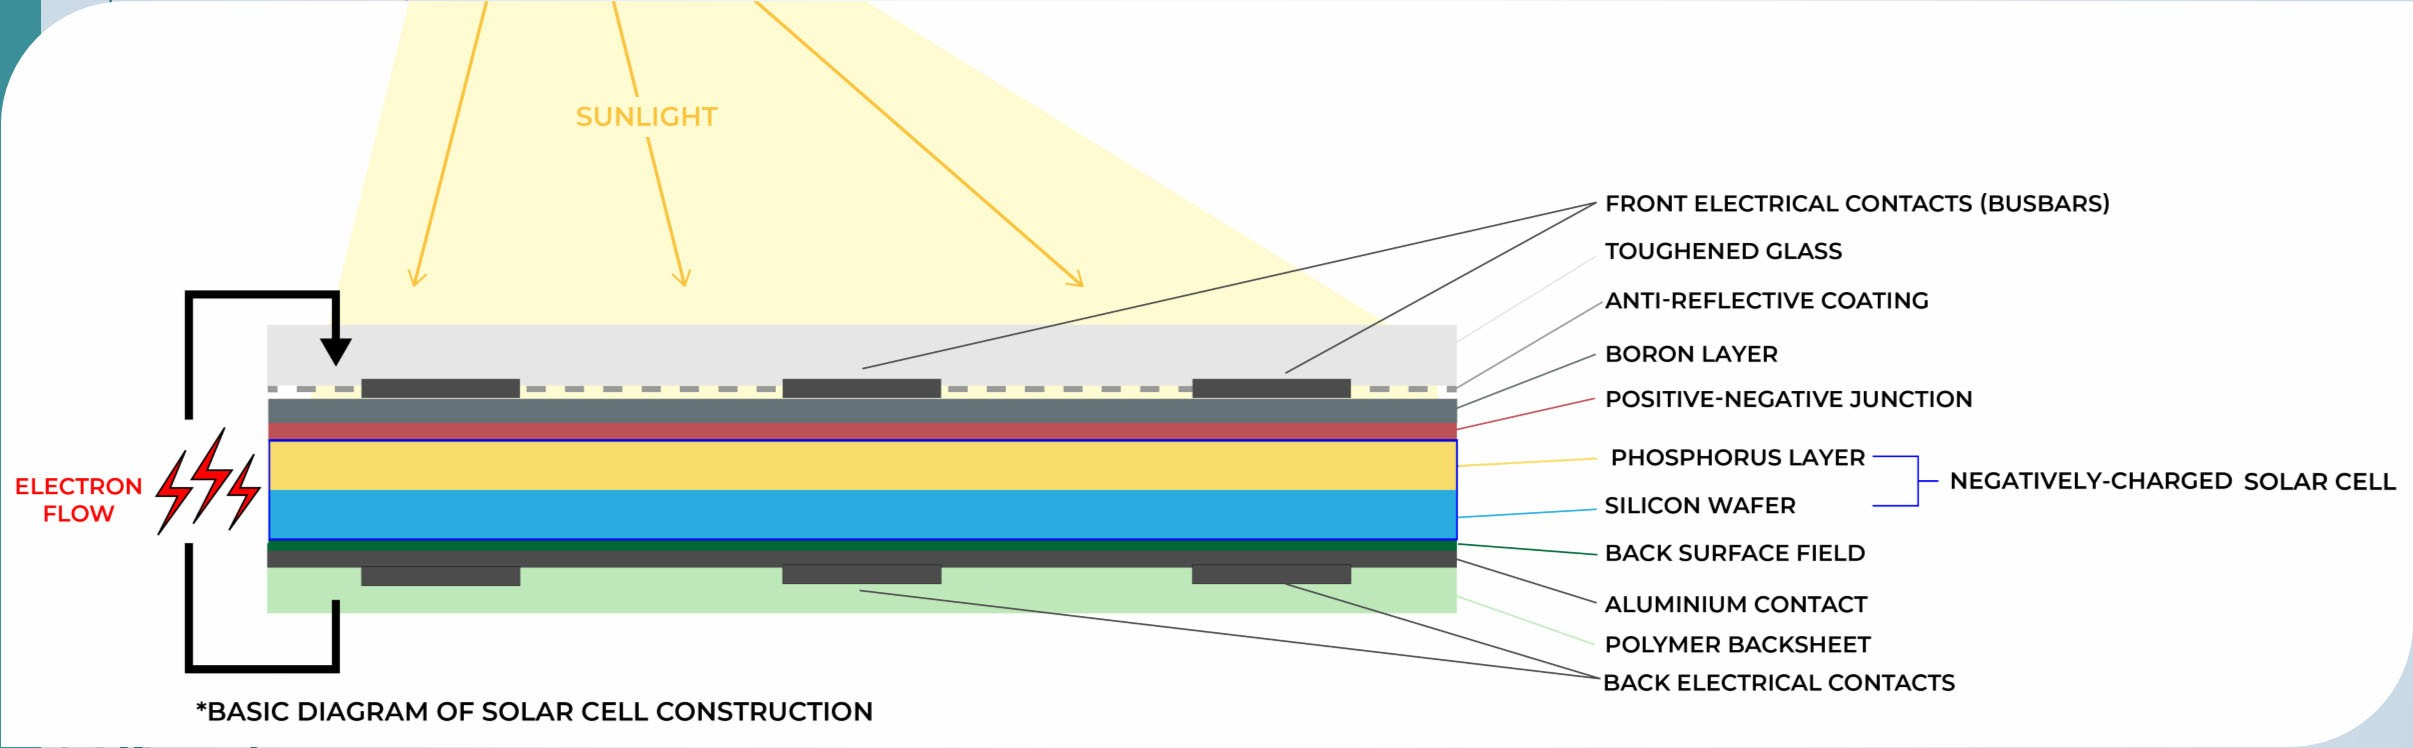 SUNLIGHT
FRONT ELECTRICAL CONTACTS (BUSBARS)
TOUGHENED GLASS
ANTI-REFLECTIVE COATING
BORON LAYER
POSITIVE-NEGATIVE JUNCTION
PHOSPHORUS LAYER
NEGATIVELY-CHARGED SOLAR CELL
SILICON WAFER
BACK SURFACE FIELD
ALUMINIUM CONTACT
POLYMER BACKSHEET
BACK ELECTRICAL CONTACTS
ELECTRON
FLOW
*BASIC DIAGRAM OF SOLAR CELL CONSTRUCTION